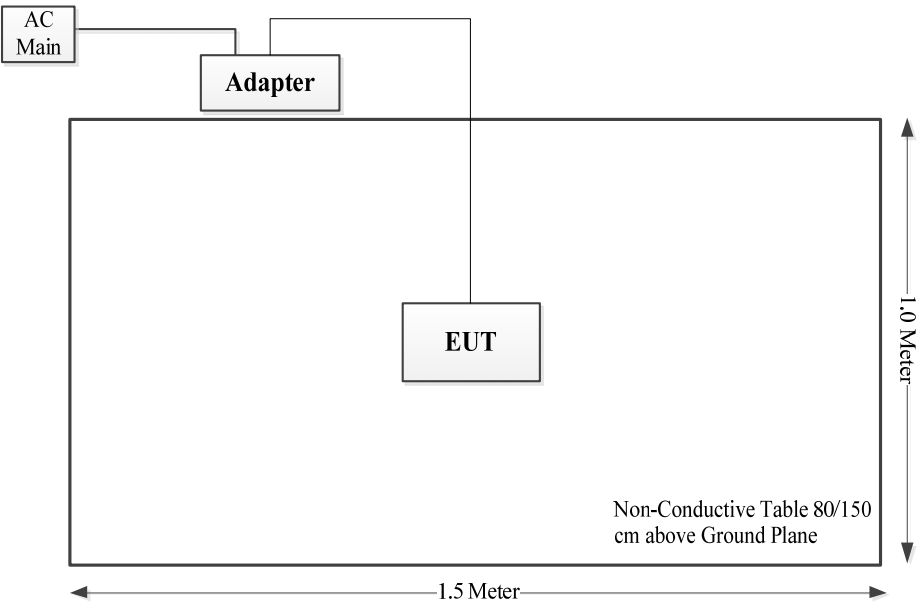 AC
Main
Adapter
EUT
1.0 Meter
Non-Conductive Table 80/150
cm above Ground Plane
1.5 Meter